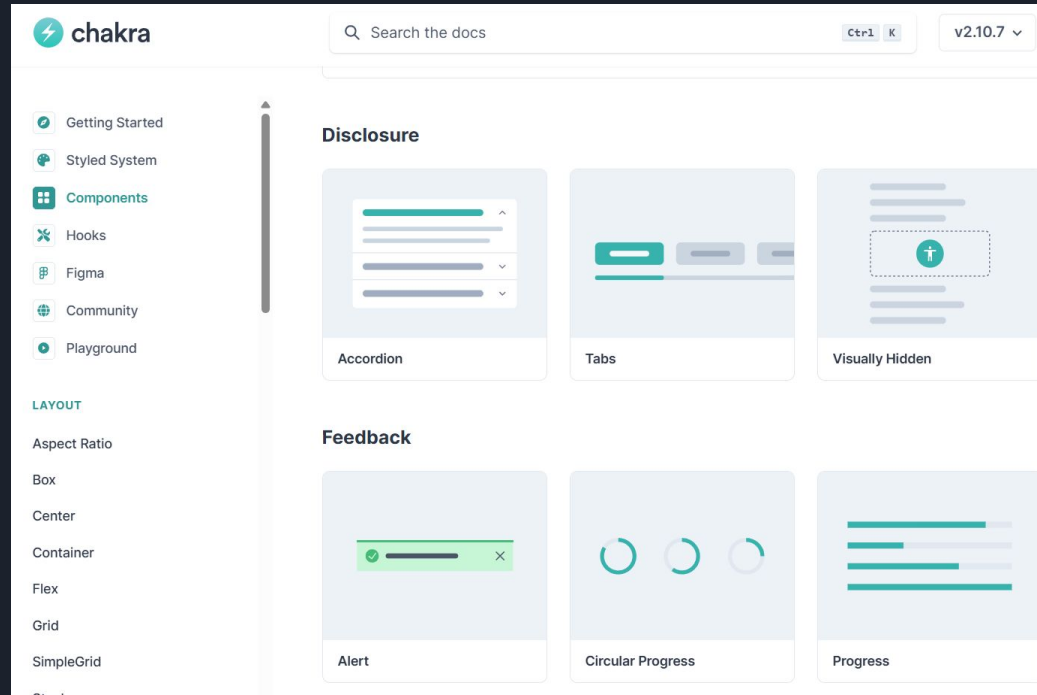 chakra
Search the docs
Ctrl K
v2.10.7
Getting Started
Styled System
Components
Hooks
Figma
Community
Playground
LAYOUT
Aspect Ratio
Box
Center
Container
Flex
Grid
SimpleGrid
Disclosure
Accordion
Tabs
Visually Hidden
Feedback
Alert
Circular Progress
Progress